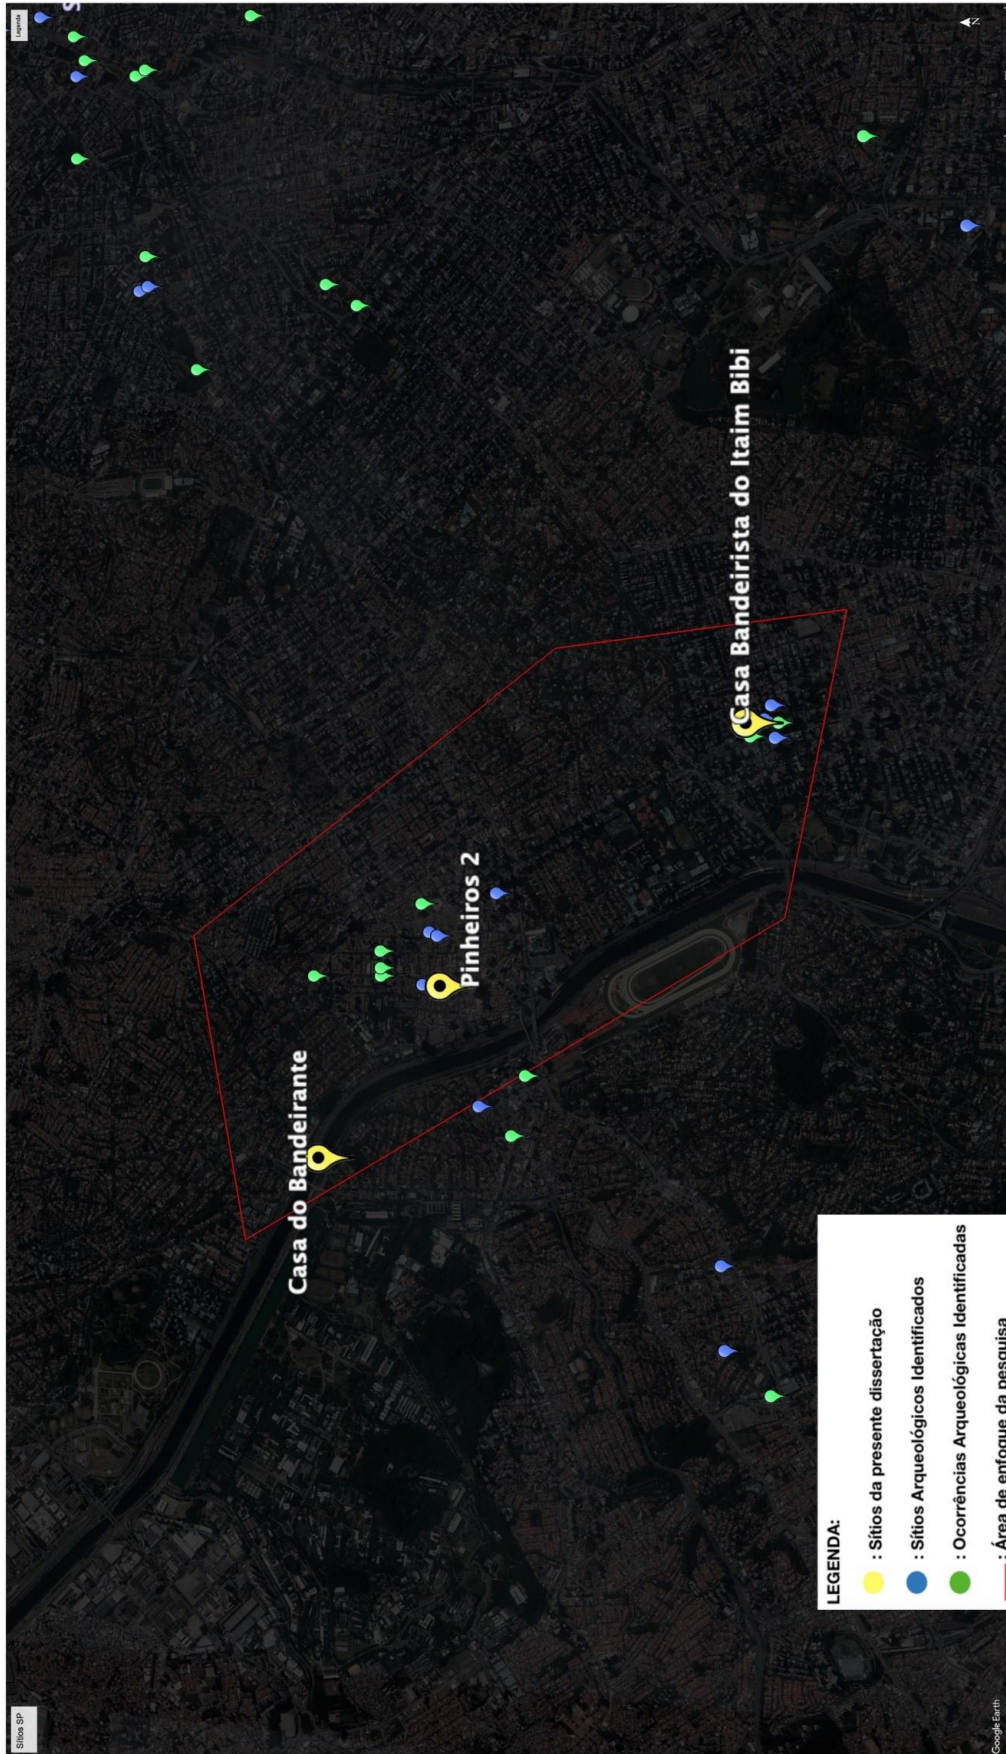 Sítios SP
Legenda
S
N
Casa do Bandeirante
Pinheiros 2
Casa Bandeirista do Itaim Bibi
LEGENDA:
: Sítios da presente dissertação
: Sítios Arqueológicos Identificados
: Ocorrências Arqueológicas Identificadas
: Área de enfoque da pesquisa
Google Earth